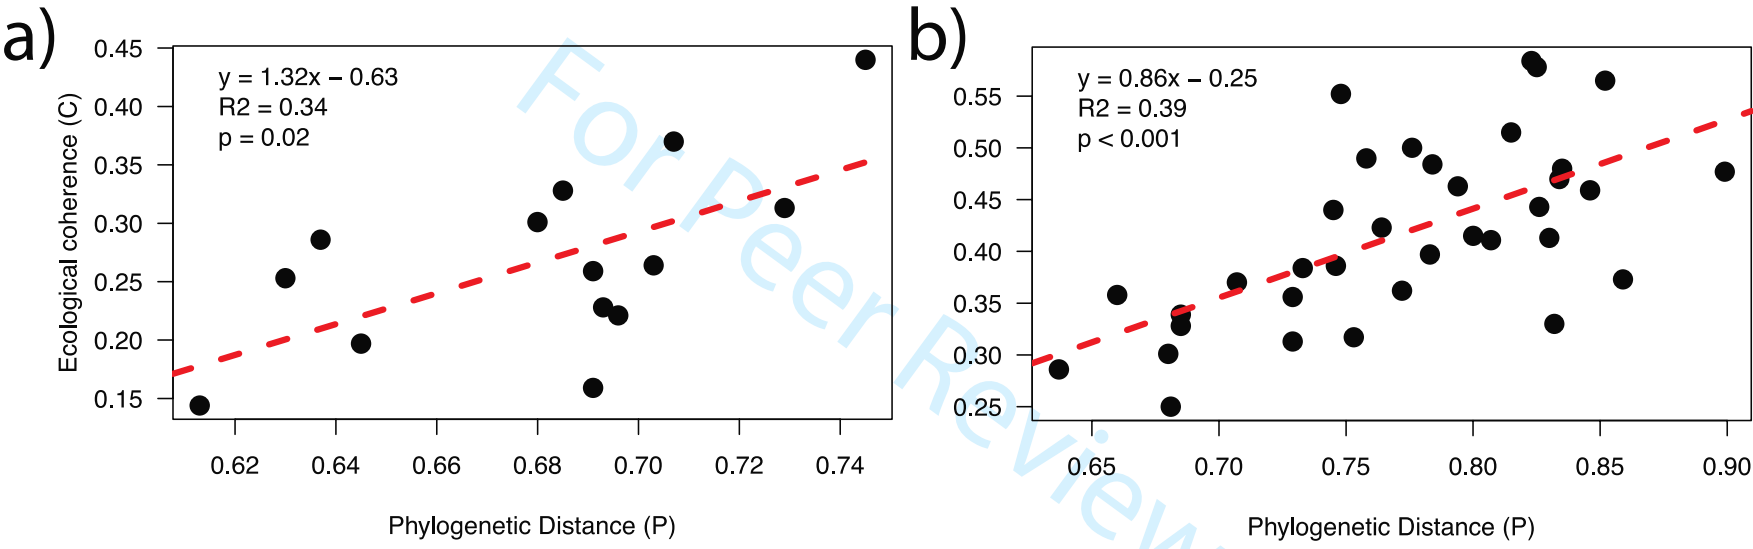 a)
y = 1.32x − 0.63
R2 = 0.34
p = 0.02
Ecological coherence (C)
0.45
0.40
0.35
0.30
0.25
0.20
0.15
0.62 0.64 0.66 0.68 0.70 0.72 0.74
Phylogenetic Distance (P)
b)
y = 0.86x − 0.25
R2 = 0.39
p < 0.001
0.55
0.50
0.45
0.40
0.35
0.30
0.25
0.65 0.70 0.75 0.80 0.85 0.90
Phylogenetic Distance (P)
For Peer Review